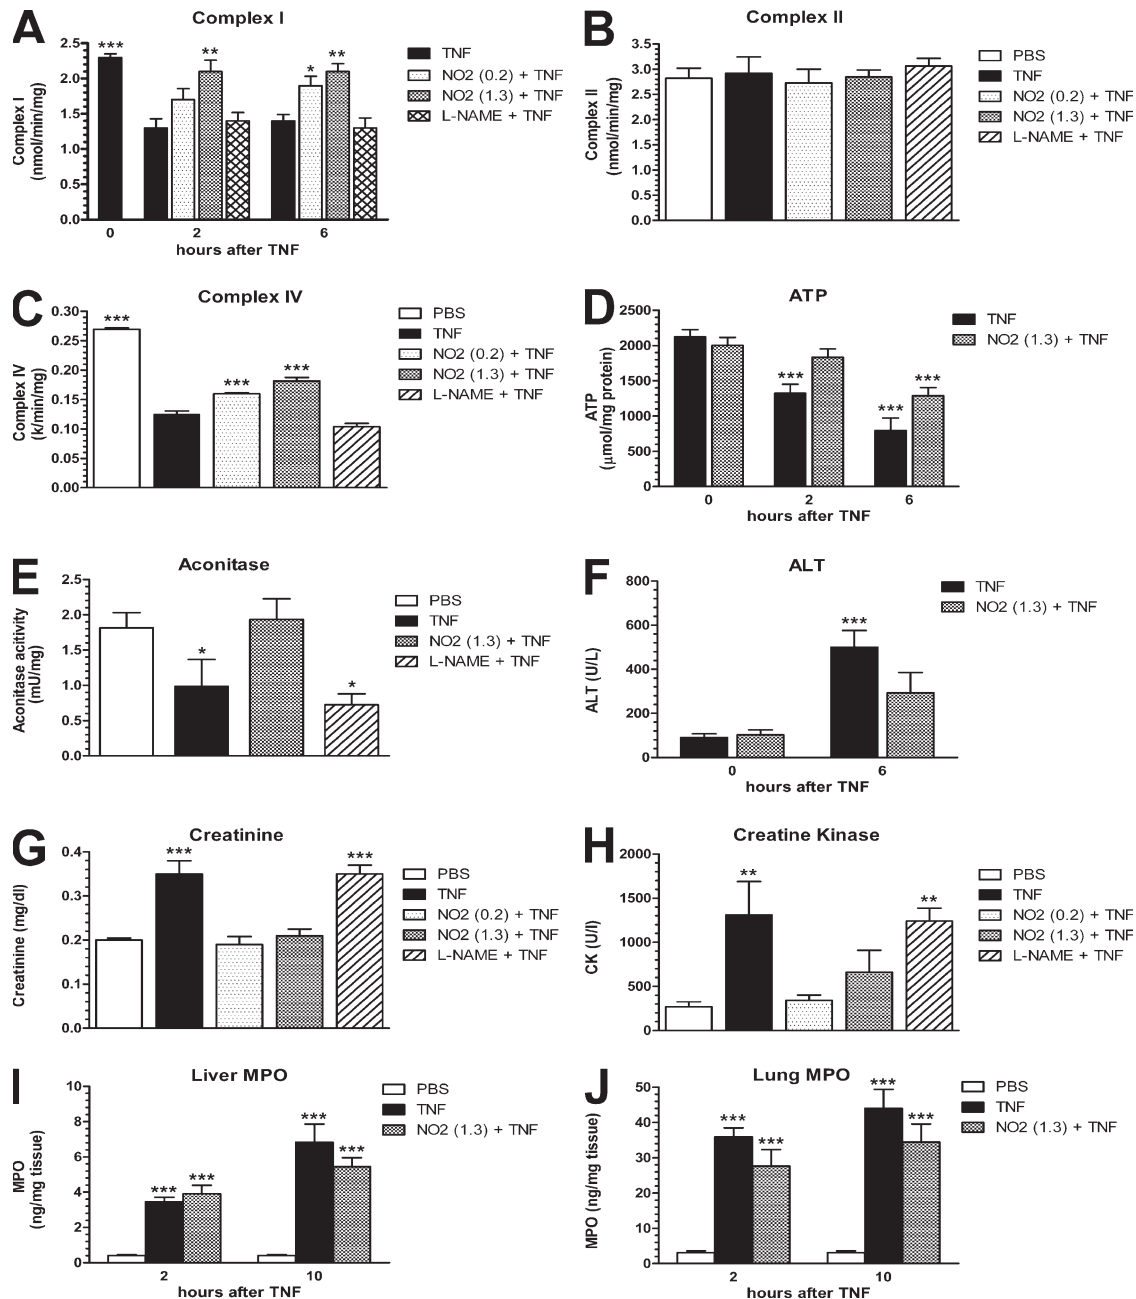 A
Complex I
Complex I
(nmol/min/mg)
2.5
2.0
1.5
1.0
0.5
0.0
***
**
*
**
0
2
6
hours after TNF
TNF
NO2 (0.2) + TNF
NO2 (1.3) + TNF
L-NAME + TNF
B
Complex II
Complex II
(nmol/min/mg)
3.5
3.0
2.5
2.0
1.5
1.0
0.5
0.0
PBS
TNF
NO2 (0.2) + TNF
NO2 (1.3) + TNF
L-NAME + TNF
C
Complex IV
Complex IV
(k/min/mg)
0.30
0.25
0.20
0.15
0.10
0.05
0.00
***
***
***
PBS
TNF
NO2 (0.2) + TNF
NO2 (1.3) + TNF
L-NAME + TNF
D
ATP
ATP
(μmol/mg protein)
2500
2000
1500
1000
500
0
***
***
***
0
2
6
hours after TNF
TNF
NO2 (1.3) + TNF
E
Aconitase
Aconitase acitivity
(mU/mg)
2.5
2.0
1.5
1.0
0.5
0.0
*
*
PBS
TNF
NO2 (1.3) + TNF
L-NAME + TNF
F
ALT
ALT (U/L)
800
600
400
200
0
***
0
6
hours after TNF
TNF
NO2 (1.3) + TNF
G
Creatinine
Creatinine (mg/dl)
0.4
0.3
0.2
0.1
0.0
***
***
PBS
TNF
NO2 (0.2) + TNF
NO2 (1.3) + TNF
L-NAME + TNF
H
Creatine Kinase
CK (U/l)
2000
1500
1000
500
0
**
**
PBS
TNF
NO2 (0.2) + TNF
NO2 (1.3) + TNF
L-NAME + TNF
I
Liver MPO
MPO
(ng/mg tissue)
10
8
6
4
2
0
***
***
***
***
2
10
hours after TNF
PBS
TNF
NO2 (1.3) + TNF
J
Lung MPO
MPO (ng/mg tissue)
50
40
30
20
10
0
***
***
***
***
2
10
hours after TNF
PBS
TNF
NO2 (1.3) + TNF